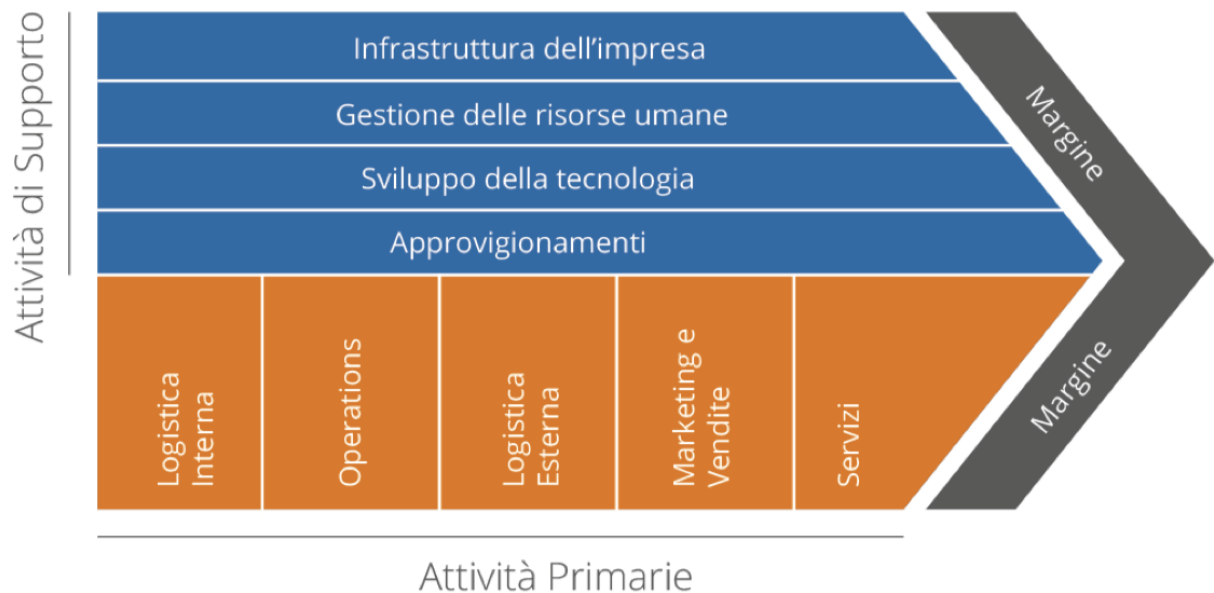 Attività di Supporto
Infrastruttura dell’impresa
Gestione delle risorse umane
Sviluppo della tecnologia
Approvigionamenti
Margine
Margine
Logistica
Interna
Operations
Logistica
Esterna
Marketing e
Vendite
Servizi
Attività Primarie